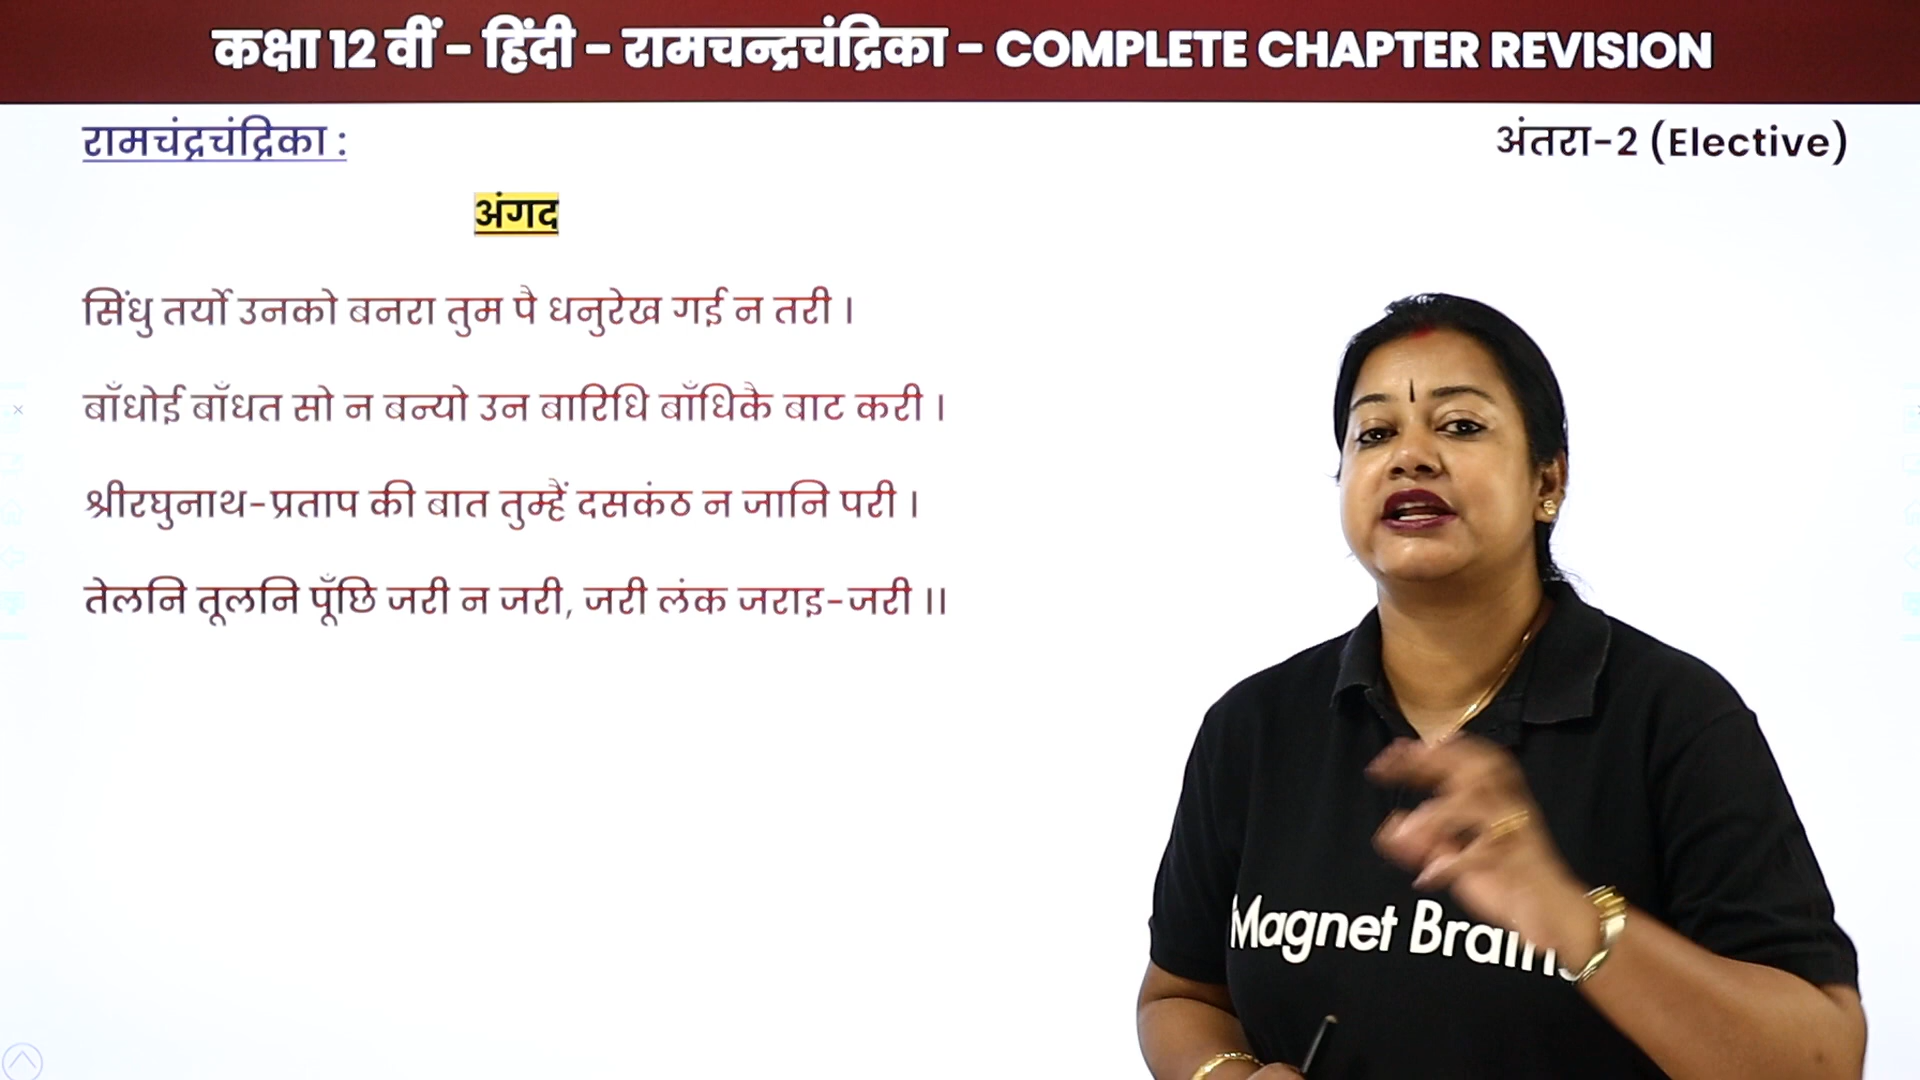 कक्षा 12 वीं - हिंदी - रामचन्द्रचंद्रिका - COMPLETE CHAPTER REVISION
रामचंद्रचंद्रिका :
अंतरा-2 (Elective)
अंगद
सिंधु तर्यो उनको बनरा तुम पै धनुरेख गई न तरी ।
बाँधोई बाँधत सो न बन्यो उन बारिधि बाँधिकै बाट करी ।
श्रीरघुनाथ-प्रताप की बात तुम्हैं दसकंठ न जानि परी ।
तेलनि तूलनि पूँछि जरी न जरी, जरी लंक जराइ-जरी ।।
Magnet Brains